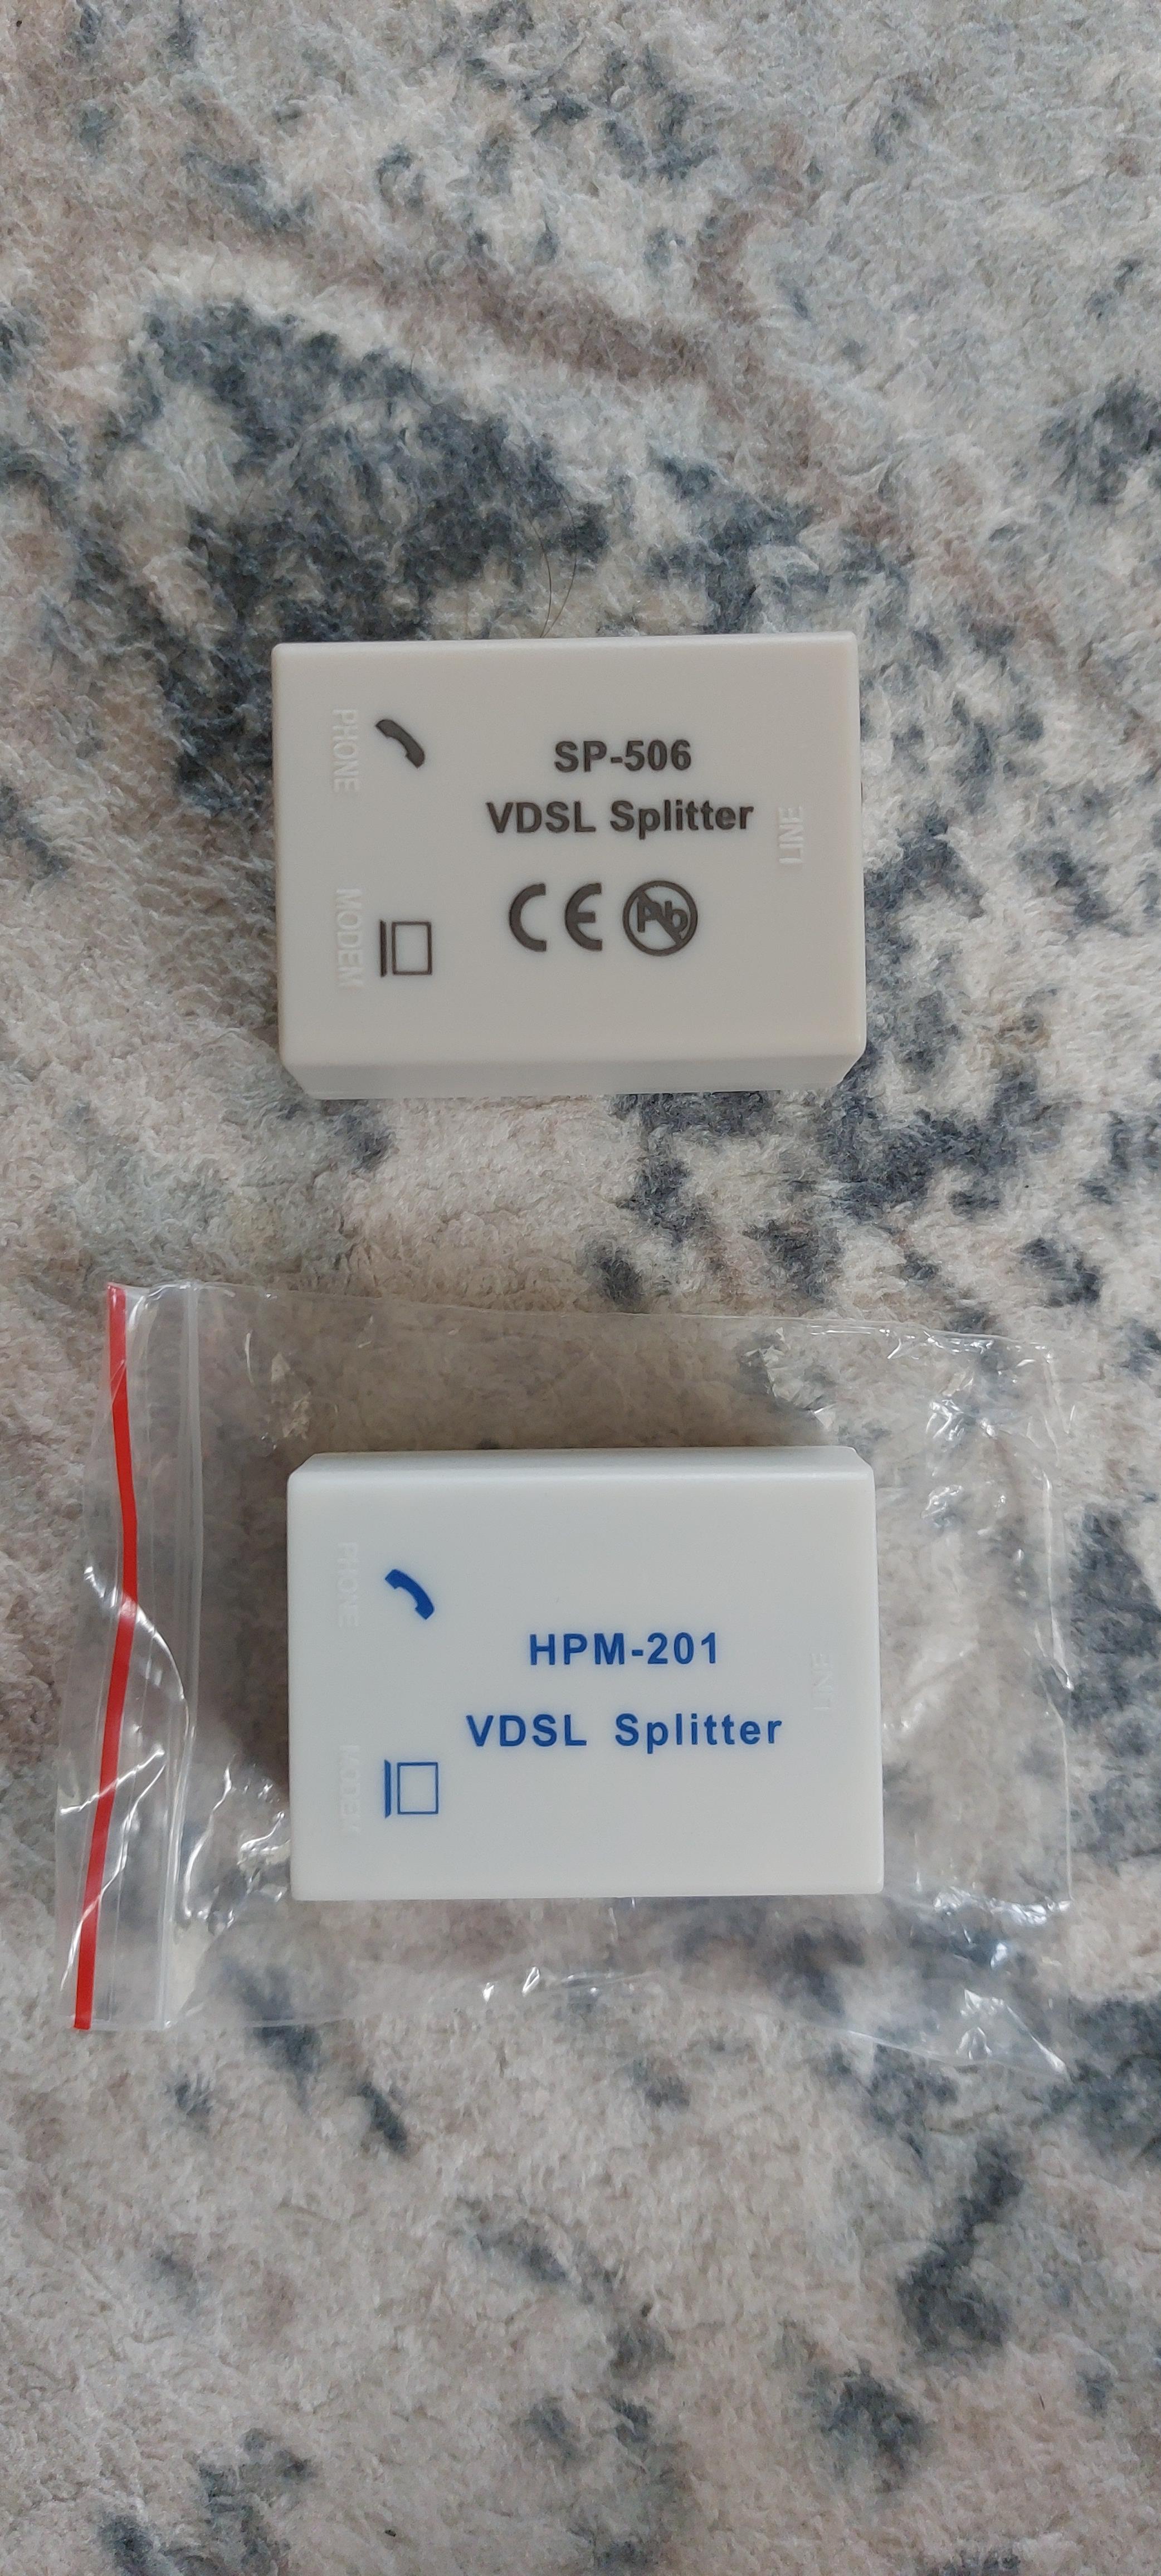 PHONE
SP-506
VDSL Splitter
LINE
MODEM
CE Pb
PHONE
HPM-201
VDSL Splitter
LINE
MODEM